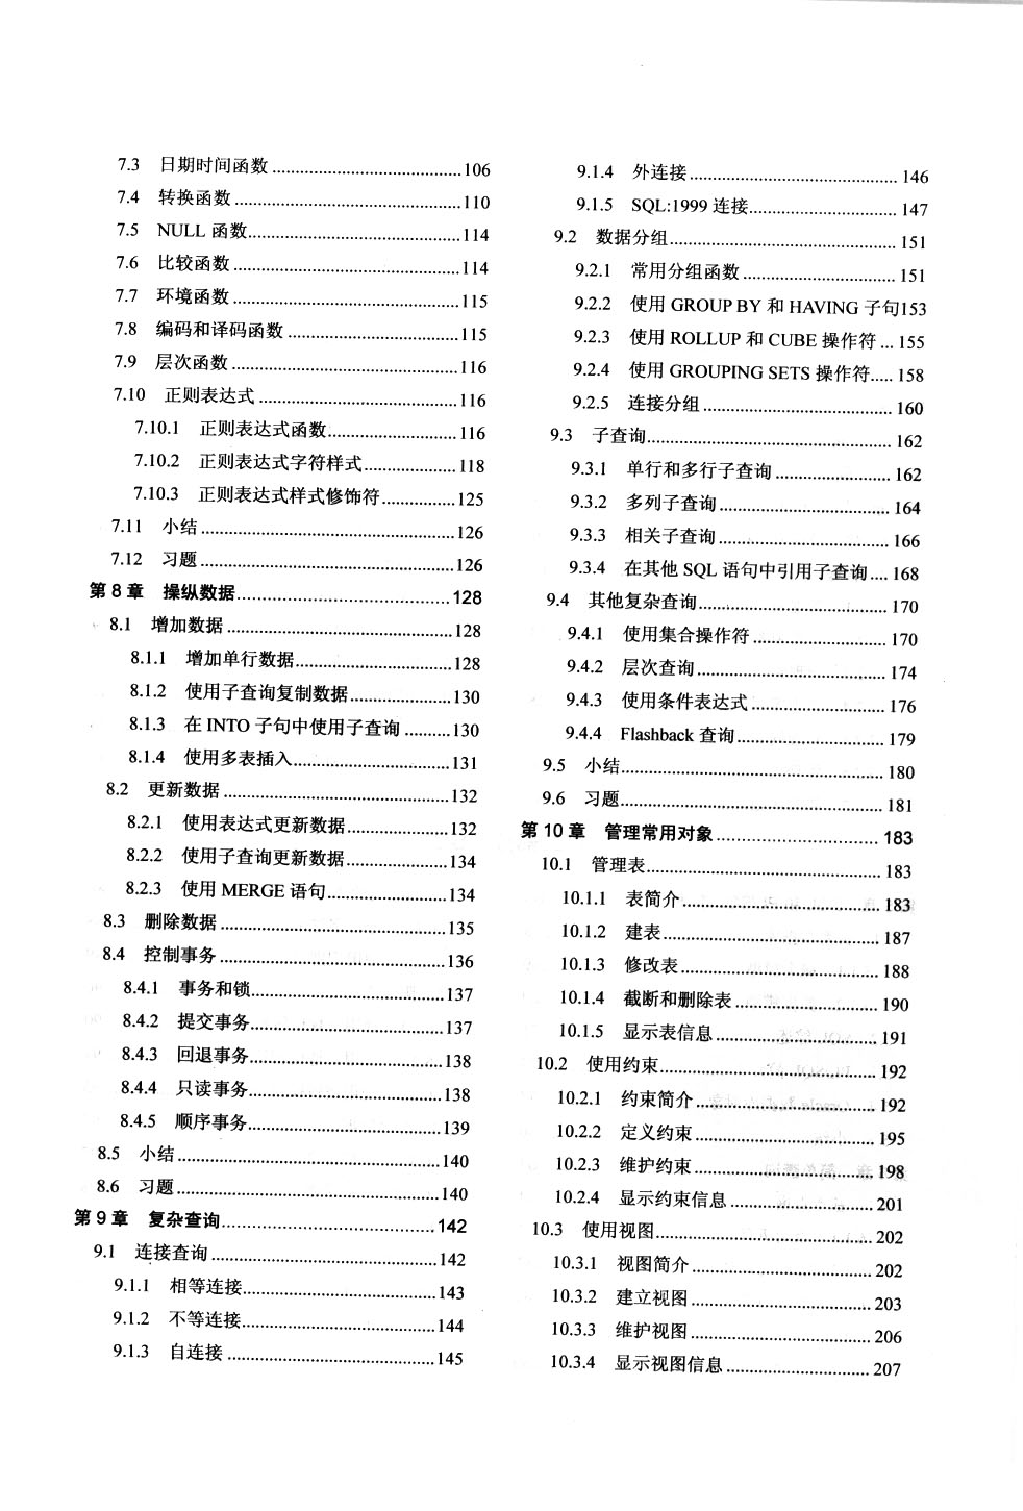 7.3 日期时间函数 106
7.4 转换函数 110
7.5 NULL 函数 114
7.6 比较函数 114
7.7 环境函数 115
7.8 编码和译码函数 115
7.9 层次函数 116
7.10 正则表达式 116
7.10.1 正则表达式函数 116
7.10.2 正则表达式字符样式 118
7.10.3 正则表达式样式修饰符 125
7.11 小结 126
7.12 习题 126
第 8 章 操纵数据 128
8.1 增加数据 128
8.1.1 增加单行数据 128
8.1.2 使用子查询复制数据 130
8.1.3 在 INTO 子句中使用子查询 130
8.1.4 使用多表插入 131
8.2 更新数据 132
8.2.1 使用表达式更新数据 132
8.2.2 使用子查询更新数据 134
8.2.3 使用 MERGE 语句 134
8.3 删除数据 135
8.4 控制事务 136
8.4.1 事务和锁 137
8.4.2 提交事务 137
8.4.3 回退事务 138
8.4.4 只读事务 138
8.4.5 顺序事务 139
8.5 小结 140
8.6 习题 140
第 9 章 复杂查询 142
9.1 连接查询 142
9.1.1 相等连接 143
9.1.2 不等连接 144
9.1.3 自连接 145
9.1.4 外连接 146
9.1.5 SQL:1999 连接 147
9.2 数据分组 151
9.2.1 常用分组函数 151
9.2.2 使用 GROUP BY 和 HAVING 子句153
9.2.3 使用 ROLLUP 和 CUBE 操作符 155
9.2.4 使用 GROUPING SETS 操作符 158
9.2.5 连接分组 160
9.3 子查询 162
9.3.1 单行和多行子查询 162
9.3.2 多列子查询 164
9.3.3 相关子查询 166
9.3.4 在其他 SQL 语句中引用子查询 168
9.4 其他复杂查询 170
9.4.1 使用集合操作符 170
9.4.2 层次查询 174
9.4.3 使用条件表达式 176
9.4.4 Flashback 查询 179
9.5 小结 180
9.6 习题 181
第 10 章 管理常用对象 183
10.1 管理表 183
10.1.1 表简介 183
10.1.2 建表 187
10.1.3 修改表 188
10.1.4 截断和删除表 190
10.1.5 显示表信息 191
10.2 使用约束 192
10.2.1 约束简介 192
10.2.2 定义约束 195
10.2.3 维护约束 198
10.2.4 显示约束信息 201
10.3 使用视图 202
10.3.1 视图简介 202
10.3.2 建立视图 203
10.3.3 维护视图 206
10.3.4 显示视图信息 207